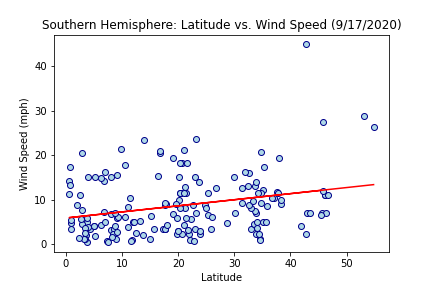 Southern Hemisphere: Latitude vs. Wind Speed (9/17/2020)
Wind Speed (mph)
40
30
20
10
0
0 10 20 30 40 50
Latitude